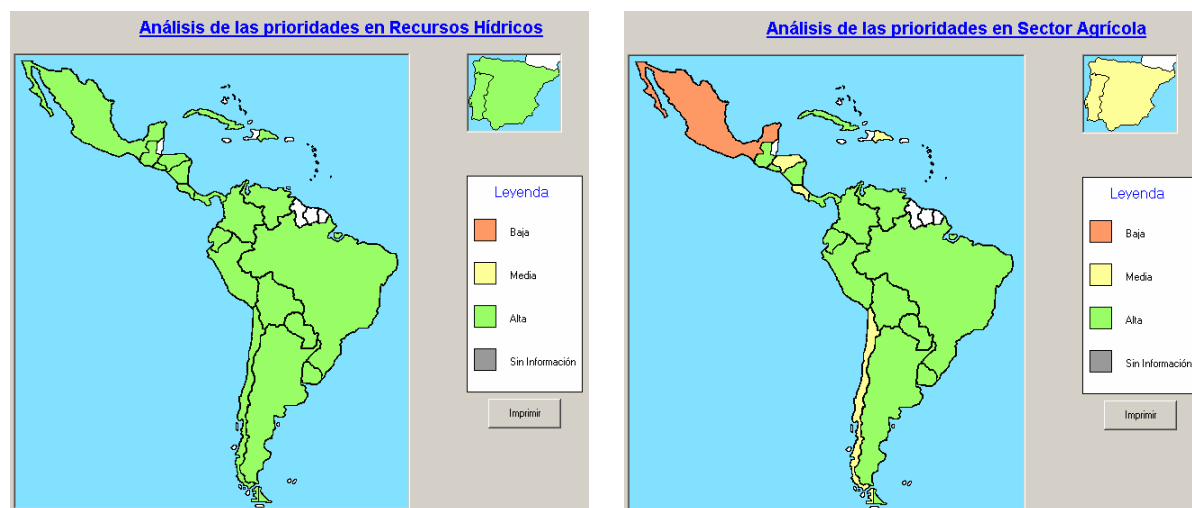 Análisis de las prioridades en Recursos Hídricos
Leyenda
Baja
Media
Alta
Sin Información
Imprimir
Análisis de las prioridades en Sector Agrícola
Leyenda
Baja
Media
Alta
Sin Información
Imprimir